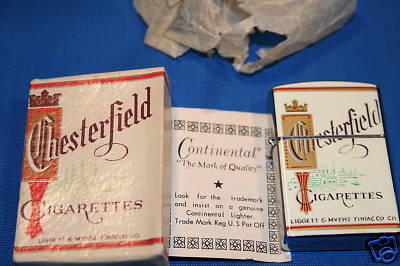 Chesterfield
CIGARETTES
LIGGETT & MYERS TOBACCO CO.
Continental®
"The Mark of Quality"
Look for the trademark
and insist on a genuine
Continental Lighter.
Trade Mark Reg U.S Pat Off
Chesterfield
CIGARETTES
LIGGETT & MYERS TOBACCO CO.